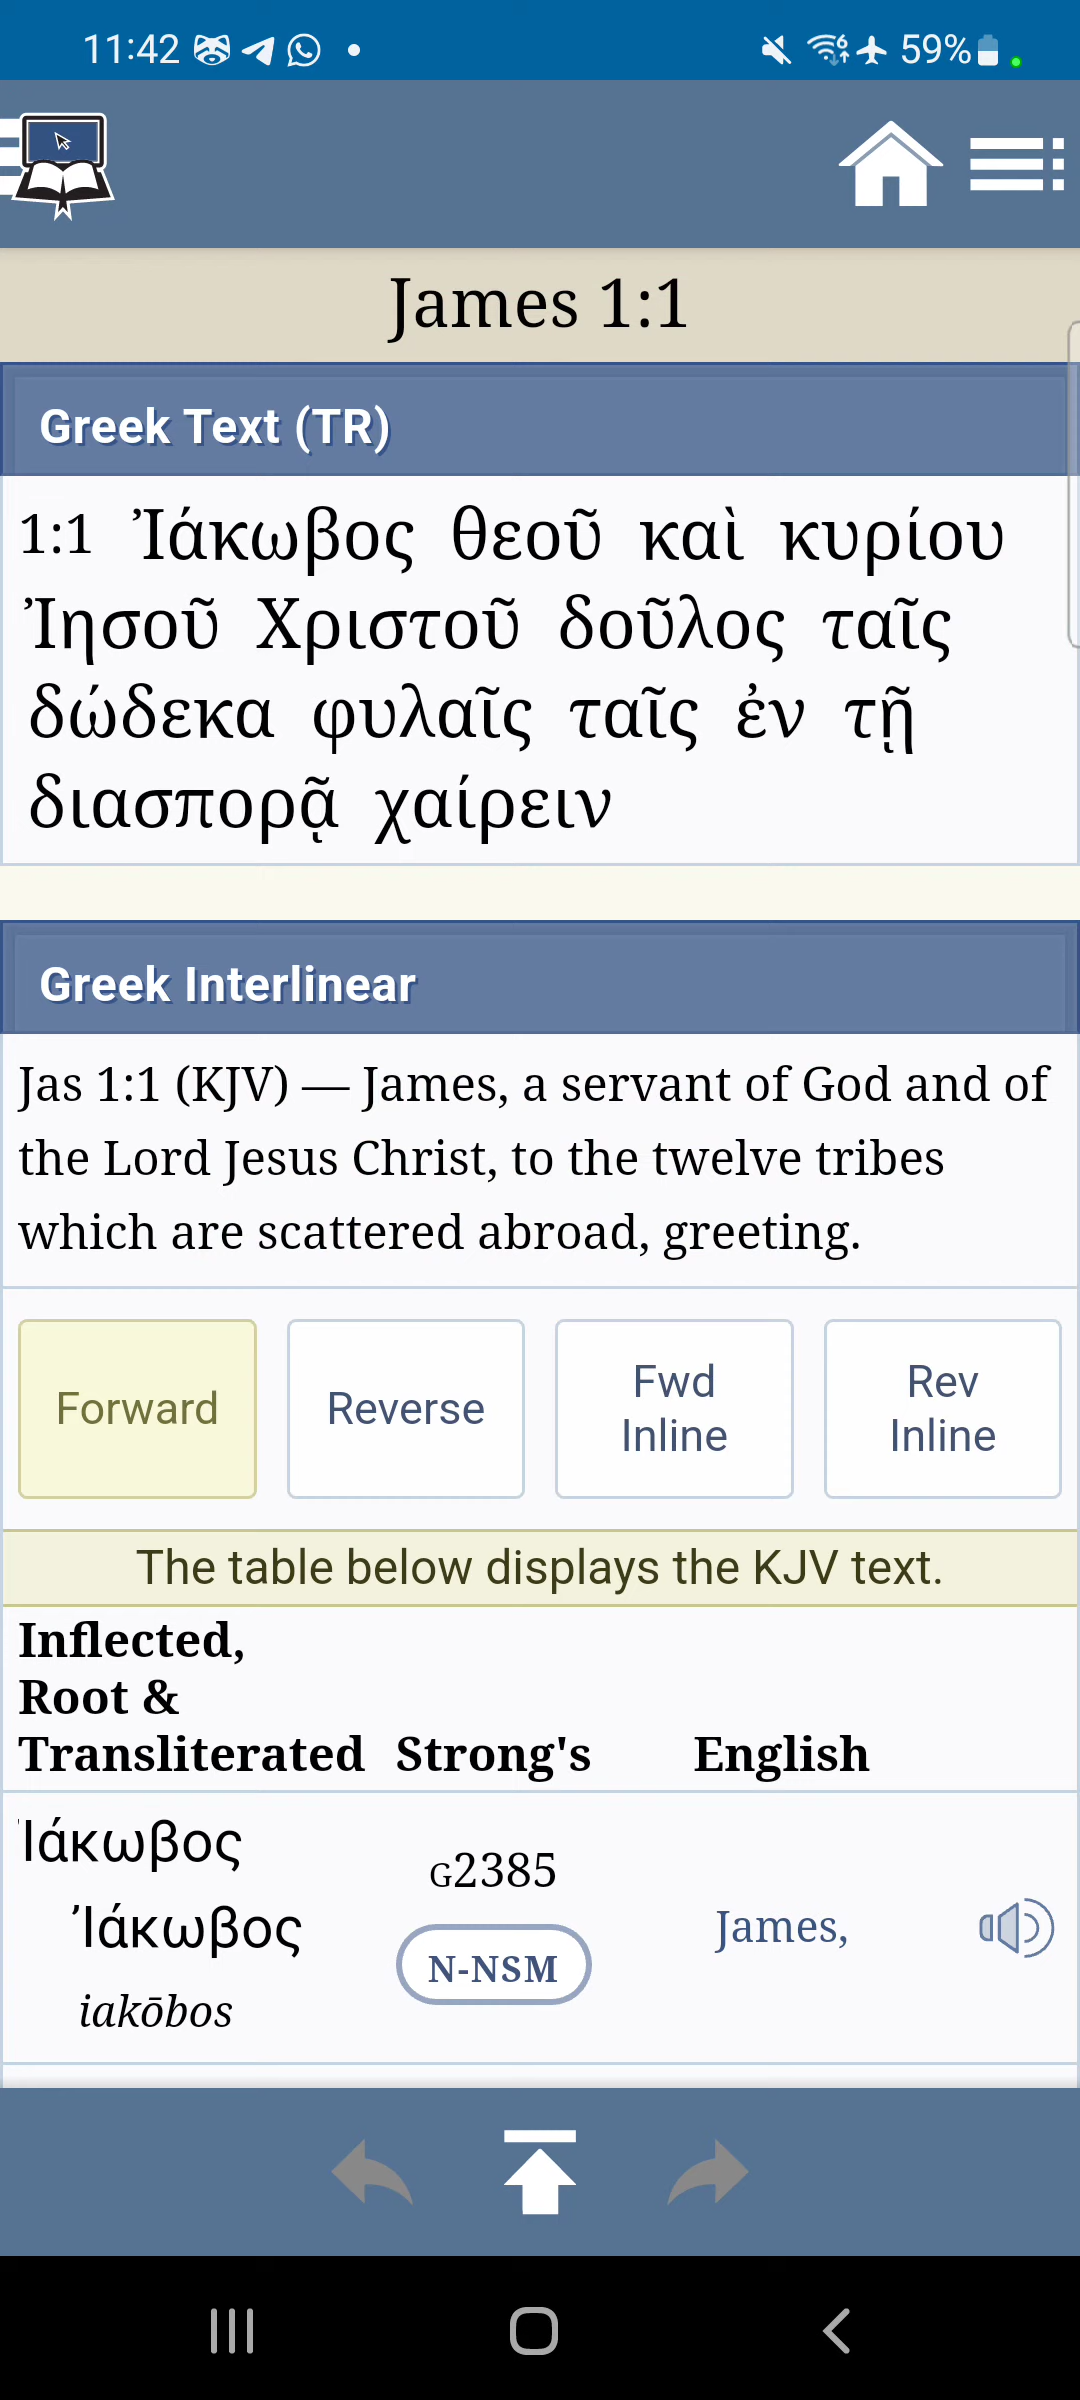 11:42
59%
James 1:1
Greek Text (TR)
1:1 Ἰάκωβος θεοῦ καὶ κυρίου
Ἰησοῦ Χριστοῦ δοῦλος ταῖς
δώδεκα φυλαῖς ταῖς ἐν τῇ
διασπορᾷ χαίρειν
Greek Interlinear
Jas 1:1 (KJV) — James, a servant of God and of
the Lord Jesus Christ, to the twelve tribes
which are scattered abroad, greeting.
Forward
Reverse
Fwd
Inline
Rev
Inline
The table below displays the KJV text.
Inflected,
Root &
Transliterated Strong's English
Ἰάκωβος
Ἰάκωβος
iakōbos
G2385
N-NSM
James,